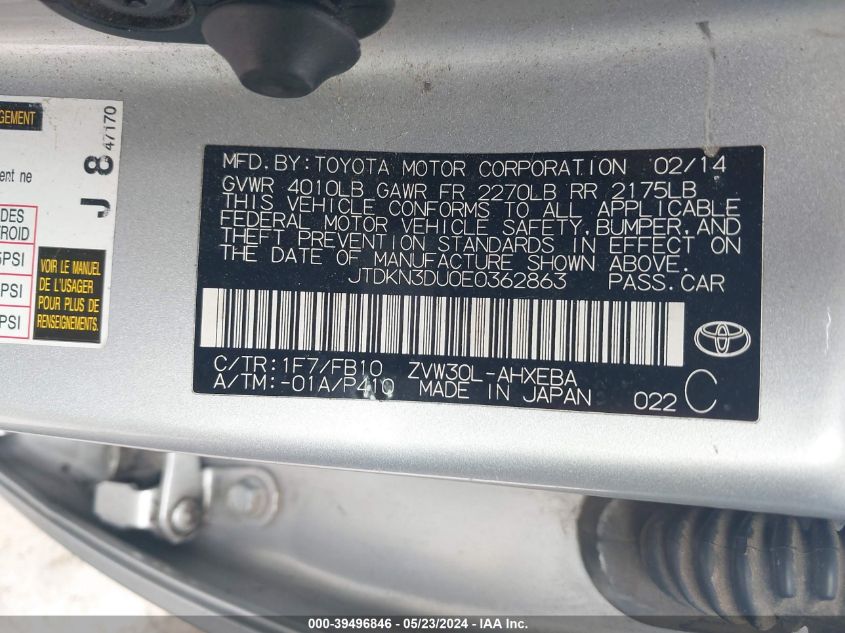 GEMENT
ent ne
DES
ROID
5PSI
PSI
PSI
VOIR LE MANUEL
DE L'USAGER
POUR PLUS DE
RENSEIGNEMENTS.
J 8 47170
MFD. BY: TOYOTA MOTOR CORPORATION 02/14
GVWR 4010LB GAWR FR 2270LB RR 2175LB
THIS VEHICLE CONFORMS TO ALL APPLICABLE
FEDERAL MOTOR VEHICLE SAFETY, BUMPER, AND
THEFT PREVENTION STANDARDS IN EFFECT ON
THE DATE OF MANUFACTURE SHOWN ABOVE.
JTDKN3DU0E0362863 PASS. CAR
C/TR: 1F7/FB10 ZVW30L-AHXEBA
A/TM: -01A/P410 MADE IN JAPAN 022 C
000-39496846 - 05/23/2024 - IAA Inc.